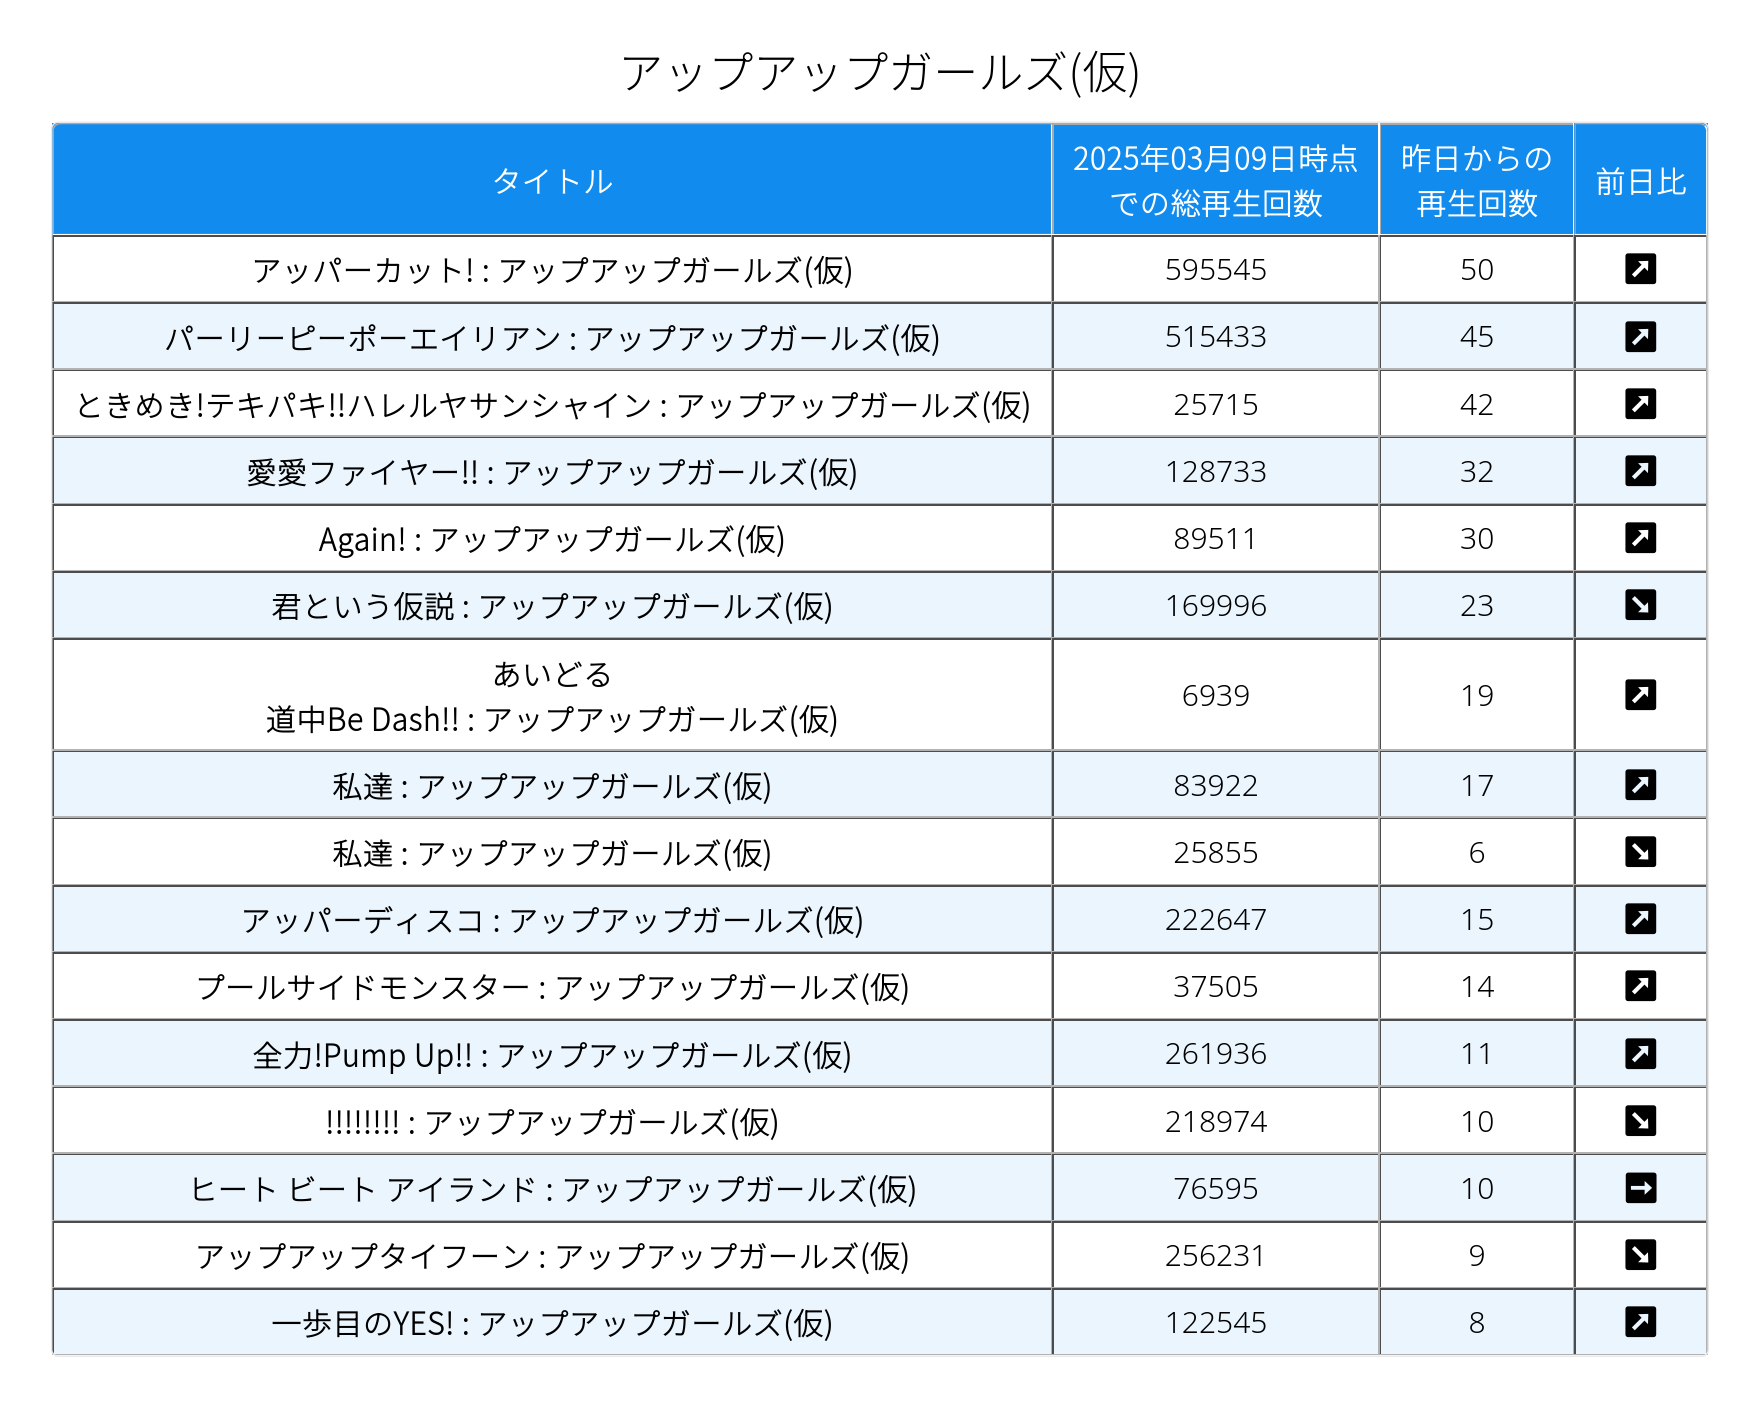 アップアップガールズ(仮)
タイトル
2025年03月09日時点
での総再生回数
昨日からの
再生回数
前日比
アッパーカット! : アップアップガールズ(仮) 595545 50
パーリーピーポーエイリアン : アップアップガールズ(仮) 515433 45
ときめき!テキパキ!!ハレルヤサンシャイン : アップアップガールズ(仮) 25715 42
愛愛ファイヤー!! : アップアップガールズ(仮) 128733 32
Again! : アップアップガールズ(仮) 89511 30
君という仮説 : アップアップガールズ(仮) 169996 23
あいどる
道中Be Dash!! : アップアップガールズ(仮) 6939 19
私達 : アップアップガールズ(仮) 83922 17
私達 : アップアップガールズ(仮) 25855 6
アッパーディスコ : アップアップガールズ(仮) 222647 15
プールサイドモンスター : アップアップガールズ(仮) 37505 14
全力!Pump Up!! : アップアップガールズ(仮) 261936 11
!!!!!!!! : アップアップガールズ(仮) 218974 10
ヒート ビート アイランド : アップアップガールズ(仮) 76595 10
アップアップタイフーン : アップアップガールズ(仮) 256231 9
一歩目のYES! : アップアップガールズ(仮) 122545 8